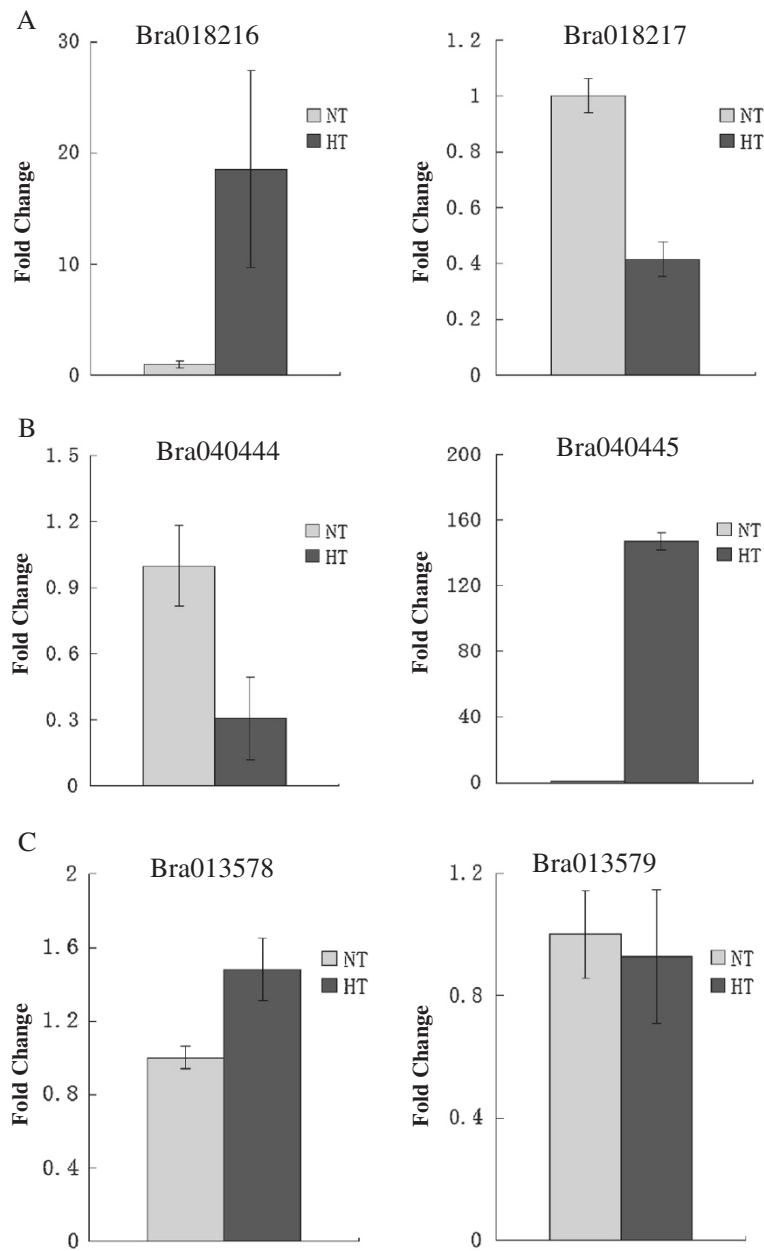 A
Bra018216
Fold Change
30
20
10
0
NT
HT
Bra018217
Fold Change
1.2
1
0.8
0.6
0.4
0.2
0
NT
HT
B
Bra040444
Fold Change
1.5
1.2
0.9
0.6
0.3
0
NT
HT
Bra040445
Fold Change
200
160
120
80
40
0
NT
HT
C
Bra013578
Fold Change
2
1.6
1.2
0.8
0.4
0
NT
HT
Bra013579
Fold Change
1.2
0.8
0.4
0
NT
HT